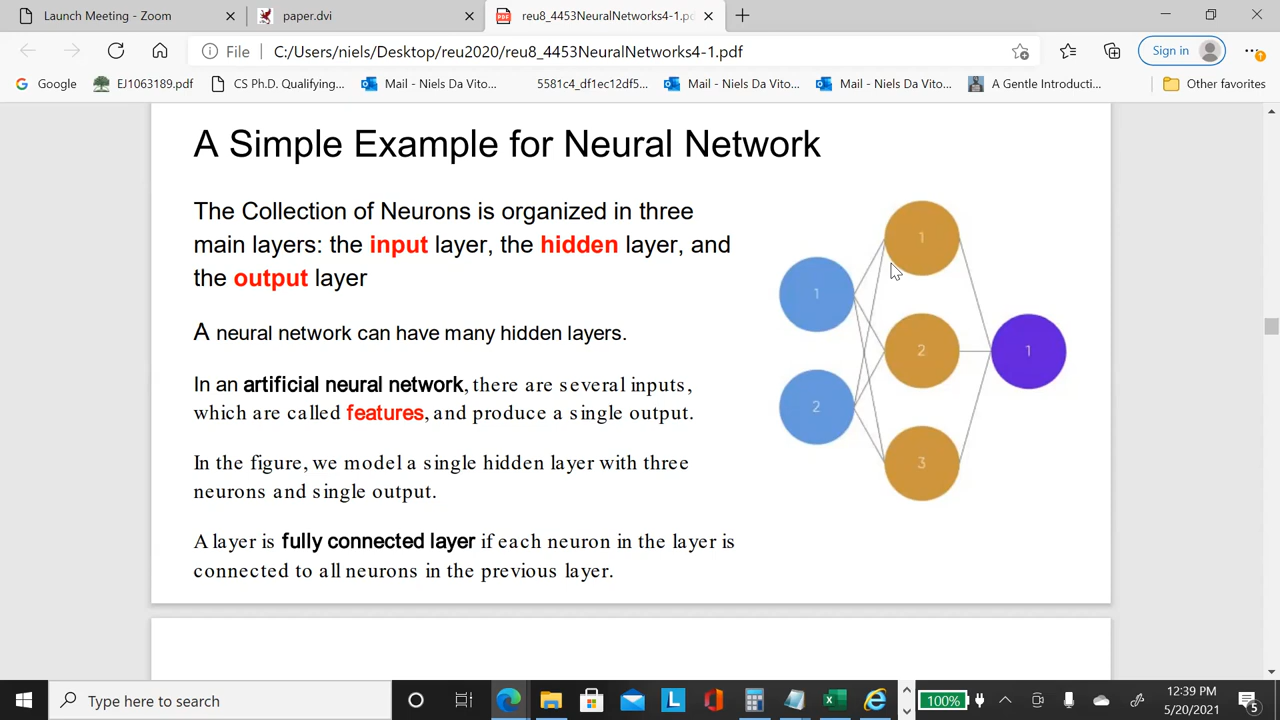 Launch Meeting - Zoom
paper.dvi
reu8_4453NeuralNetworks4-1.pd
File C:/Users/niels/Desktop/reu2020/reu8_4453NeuralNetworks4-1.pdf
Sign in
Google
EJ1063189.pdf
CS Ph.D. Qualifying...
Mail - Niels Da Vito...
5581c4_df1ec12df5...
Mail - Niels Da Vito...
Mail - Niels Da Vito...
A Gentle Introducti...
Other favorites
A Simple Example for Neural Network
The Collection of Neurons is organized in three
main layers: the input layer, the hidden layer, and
the output layer
A neural network can have many hidden layers.
In an artificial neural network, there are several inputs,
which are called features, and produce a single output.
In the figure, we model a single hidden layer with three
neurons and single output.
A layer is fully connected layer if each neuron in the layer is
connected to all neurons in the previous layer.
1
2
1
2
3
1
Type here to search
100%
12:39 PM
5/20/2021
5